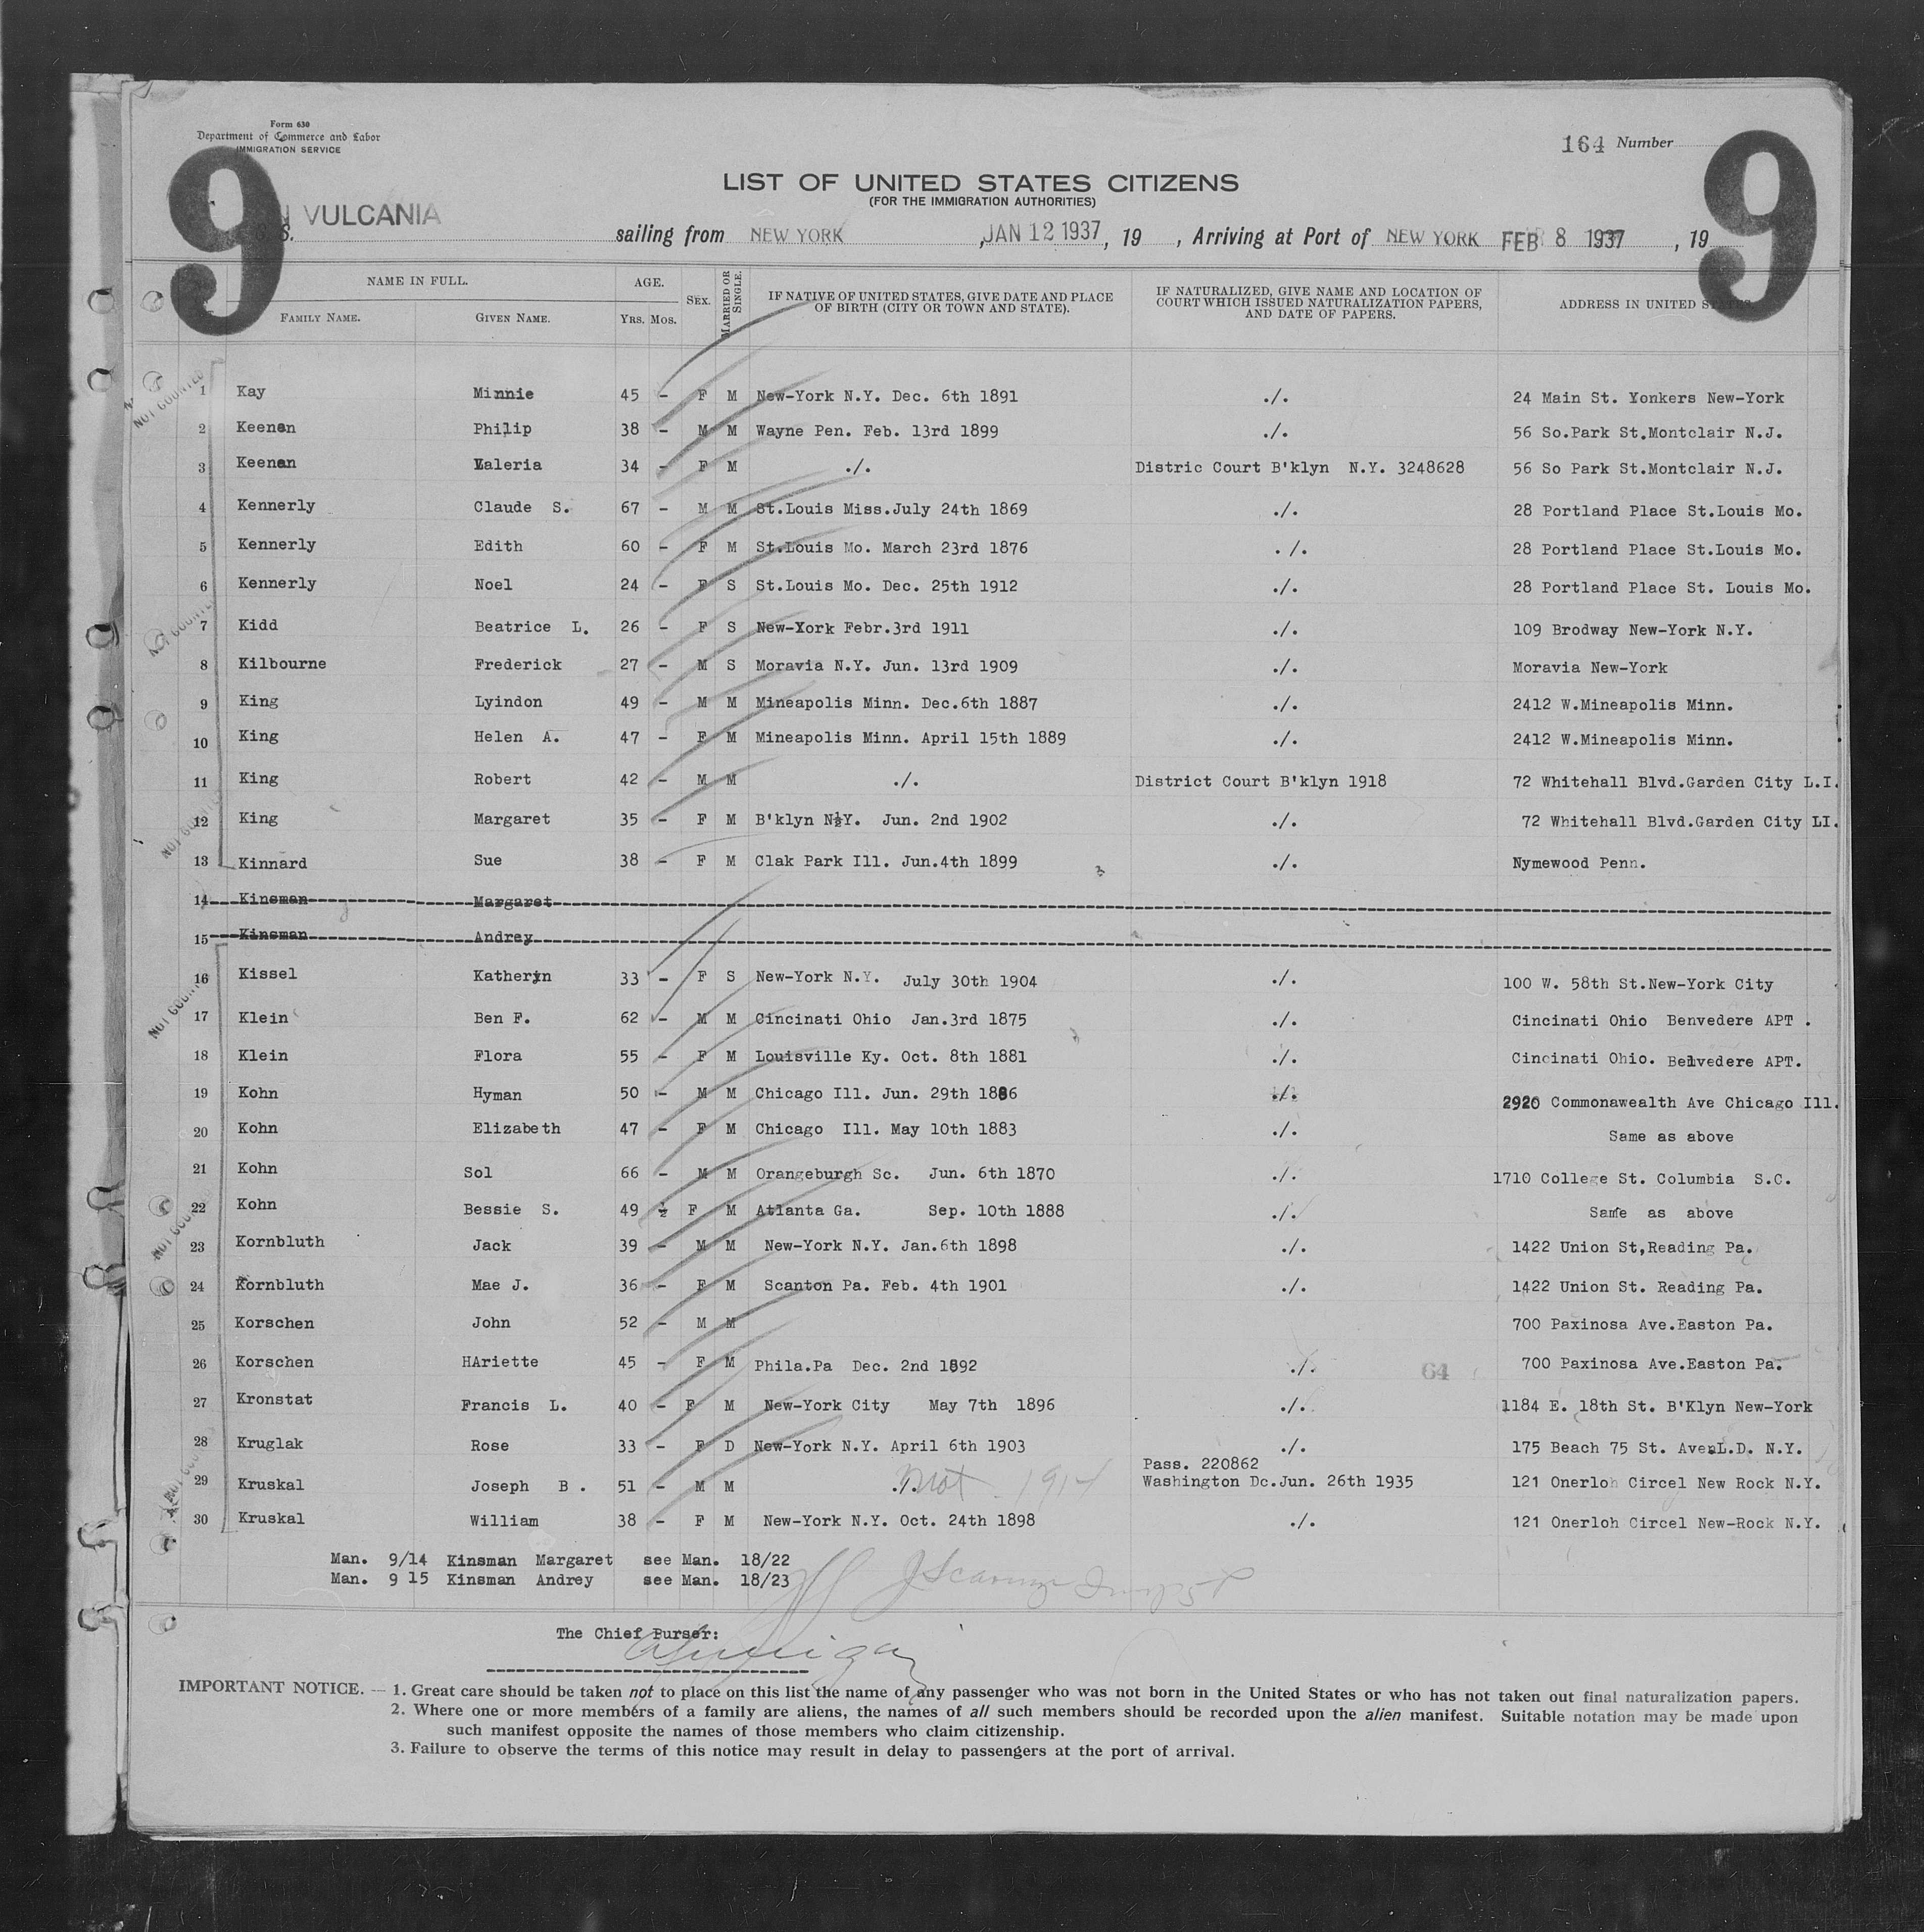 Form 630
Department of Commerce and Labor
IMMIGRATION SERVICE
164 Number
9 9
LIST OF UNITED STATES CITIZENS
(FOR THE IMMIGRATION AUTHORITIES)
VULCANIA
S. sailing from NEW YORK , JAN 12 1937, 19 , Arriving at Port of NEW YORK FEB 8 1937 , 19
NAME IN FULL. AGE. SEX. MARRIED OR SINGLE. IF NATIVE OF UNITED STATES, GIVE DATE AND PLACE OF BIRTH (CITY OR TOWN AND STATE). IF NATURALIZED, GIVE NAME AND LOCATION OF COURT WHICH ISSUED NATURALIZATION PAPERS, AND DATE OF PAPERS. ADDRESS IN UNITED STATES.
FAMILY NAME. GIVEN NAME. YRS. MOS.
NOT COUNTED
1 Kay Minnie 45 - F M New-York N.Y. Dec. 6th 1891 ./. 24 Main St. Yonkers New-York
2 Keenan Philip 38 - M M Wayne Pen. Feb. 13rd 1899 ./. 56 So.Park St.Montclair N.J.
3 Keenan Valeria 34 - F M ./. Distric Court B'klyn N.Y. 3248628 56 So Park St.Montclair N.J.
4 Kennerly Claude S. 67 - M M St.Louis Miss.July 24th 1869 ./. 28 Portland Place St.Louis Mo.
5 Kennerly Edith 60 - F M St.Louis Mo. March 23rd 1876 ./. 28 Portland Place St.Louis Mo.
6 Kennerly Noel 24 - F S St.Louis Mo. Dec. 25th 1912 ./. 28 Portland Place St. Louis Mo.
7 Kidd Beatrice L. 26 - F S New-York Febr.3rd 1911 ./. 109 Brodway New-York N.Y.
8 Kilbourne Frederick 27 - M S Moravia N.Y. Jun. 13rd 1909 ./. Moravia New-York
9 King Lyindon 49 - M M Mineapolis Minn. Dec.6th 1887 ./. 2412 W.Mineapolis Minn.
10 King Helen A. 47 - F M Mineapolis Minn. April 15th 1889 ./. 2412 W.Mineapolis Minn.
11 King Robert 42 - M M ./. District Court B'klyn 1918 72 Whitehall Blvd.Garden City L.I.
12 King Margaret 35 - F M B'klyn N.Y. Jun. 2nd 1902 ./. 72 Whitehall Blvd.Garden City LI.
13 Kinnard Sue 38 - F M Clak Park Ill. Jun.4th 1899 ./. Nymewood Penn.
14 Kinsman Margaret
15 Kinsman Andrey
16 Kissel Katheryn 33 - F S New-York N.Y. July 30th 1904 ./. 100 W. 58th St.New-York City
17 Klein Ben F. 62 - M M Cincinati Ohio Jan.3rd 1875 ./. Cincinati Ohio Benvedere APT .
18 Klein Flora 55 - F M Louisville Ky. Oct. 8th 1881 ./. Cincinati Ohio. Belvedere APT.
19 Kohn Hyman 50 - M M Chicago Ill. Jun. 29th 1886 ./. 2920 Commonawealth Ave Chicago Ill.
20 Kohn Elizabeth 47 - F M Chicago Ill. May 10th 1883 ./. Same as above
21 Kohn Sol 66 - M M Orangeburgh Sc. Jun. 6th 1870 ./. 1710 College St. Columbia S.C.
22 Kohn Bessie S. 49 F M Atlanta Ga. Sep. 10th 1888 ./. Same as above
23 Kornbluth Jack 39 - M M New-York N.Y. Jan.6th 1898 ./. 1422 Union St,Reading Pa.
24 Kornbluth Mae J. 36 - F M Scanton Pa. Feb. 4th 1901 ./. 1422 Union St. Reading Pa.
25 Korschen John 52 - M M 700 Paxinosa Ave.Easton Pa.
26 Korschen HAriette 45 - F M Phila.Pa Dec. 2nd 1892 ./. 64 700 Paxinosa Ave.Easton Pa.
27 Kronstat Francis L. 40 - F M New-York City May 7th 1896 ./. 1184 E. 18th St. B'Klyn New-York
28 Kruglak Rose 33 - F D New-York N.Y. April 6th 1903 ./. 175 Beach 75 St. Aven.L.D. N.Y.
Pass. 220862
29 Kruskal Joseph B . 51 - M M 1914 Washington Dc.Jun. 26th 1935 121 Onerloh Circel New Rock N.Y.
30 Kruskal William 38 - F M New-York N.Y. Oct. 24th 1898 ./. 121 Onerloh Circel New-Rock N.Y.
Man. 9/14 Kinsman Margaret see Man. 18/22
Man. 9 15 Kinsman Andrey see Man. 18/23
The Chief Purser:
IMPORTANT NOTICE. — 1. Great care should be taken not to place on this list the name of any passenger who was not born in the United States or who has not taken out final naturalization papers.
2. Where one or more members of a family are aliens, the names of all such members should be recorded upon the alien manifest. Suitable notation may be made upon
such manifest opposite the names of those members who claim citizenship.
3. Failure to observe the terms of this notice may result in delay to passengers at the port of arrival.